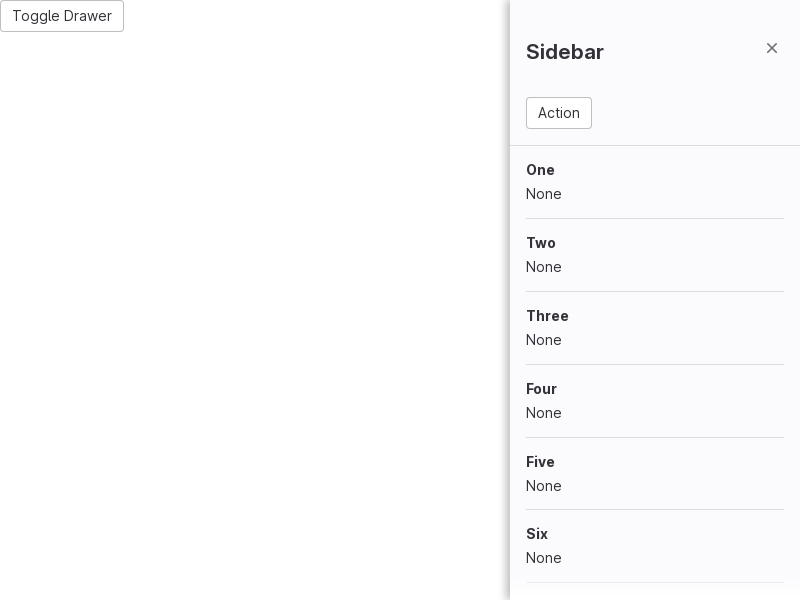 Toggle Drawer
Sidebar
Action
One
None
Two
None
Three
None
Four
None
Five
None
Six
None